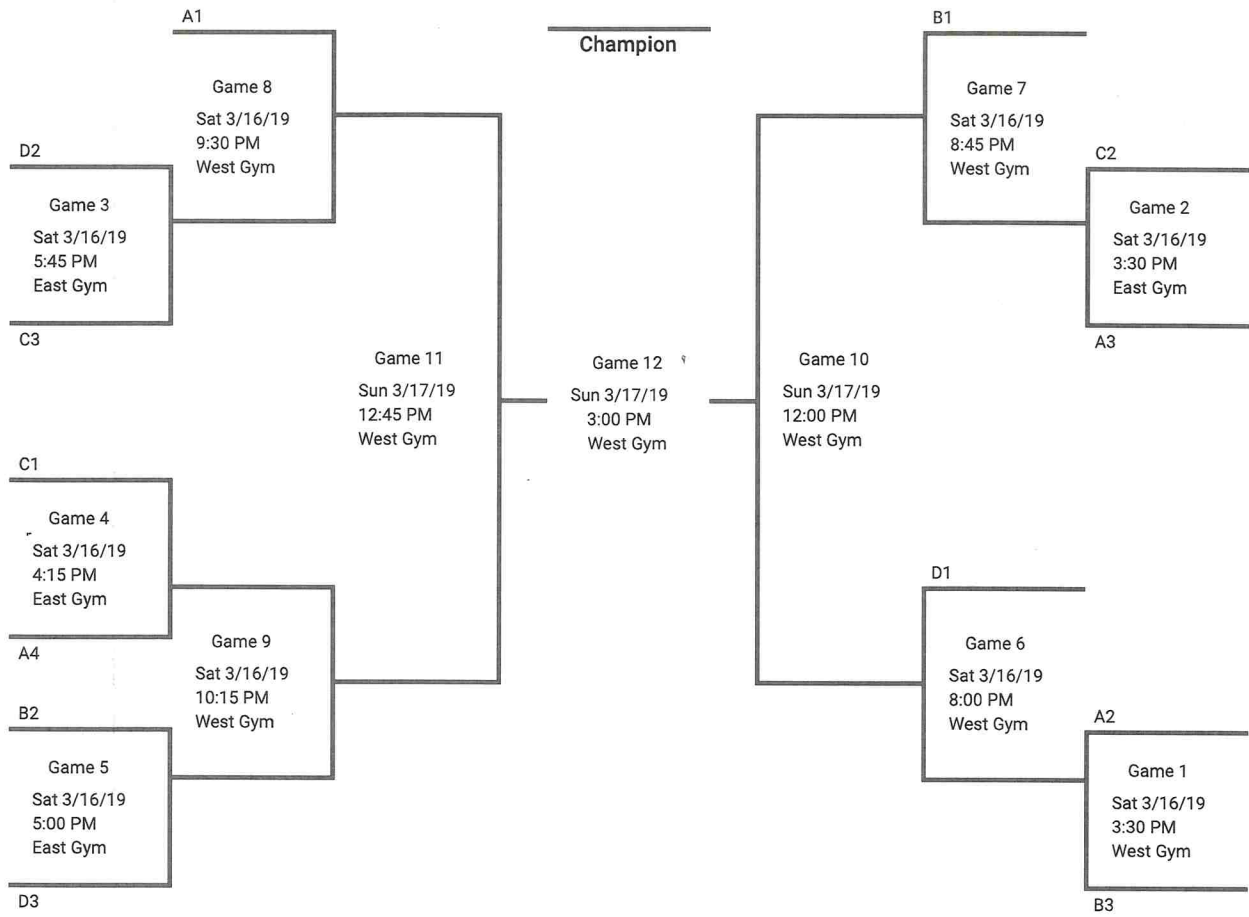 A1
Game 8
Sat 3/16/19
9:30 PM
West Gym
D2
Game 3
Sat 3/16/19
5:45 PM
East Gym
C3
Game 11
Sun 3/17/19
12:45 PM
West Gym
C1
Game 4
Sat 3/16/19
4:15 PM
East Gym
A4
Game 9
Sat 3/16/19
10:15 PM
West Gym
B2
Game 5
Sat 3/16/19
5:00 PM
East Gym
D3
Champion
Game 12
Sun 3/17/19
3:00 PM
West Gym
B1
Game 7
Sat 3/16/19
8:45 PM
West Gym
C2
Game 2
Sat 3/16/19
3:30 PM
East Gym
A3
Game 10
Sun 3/17/19
12:00 PM
West Gym
D1
Game 6
Sat 3/16/19
8:00 PM
West Gym
A2
Game 1
Sat 3/16/19
3:30 PM
West Gym
B3